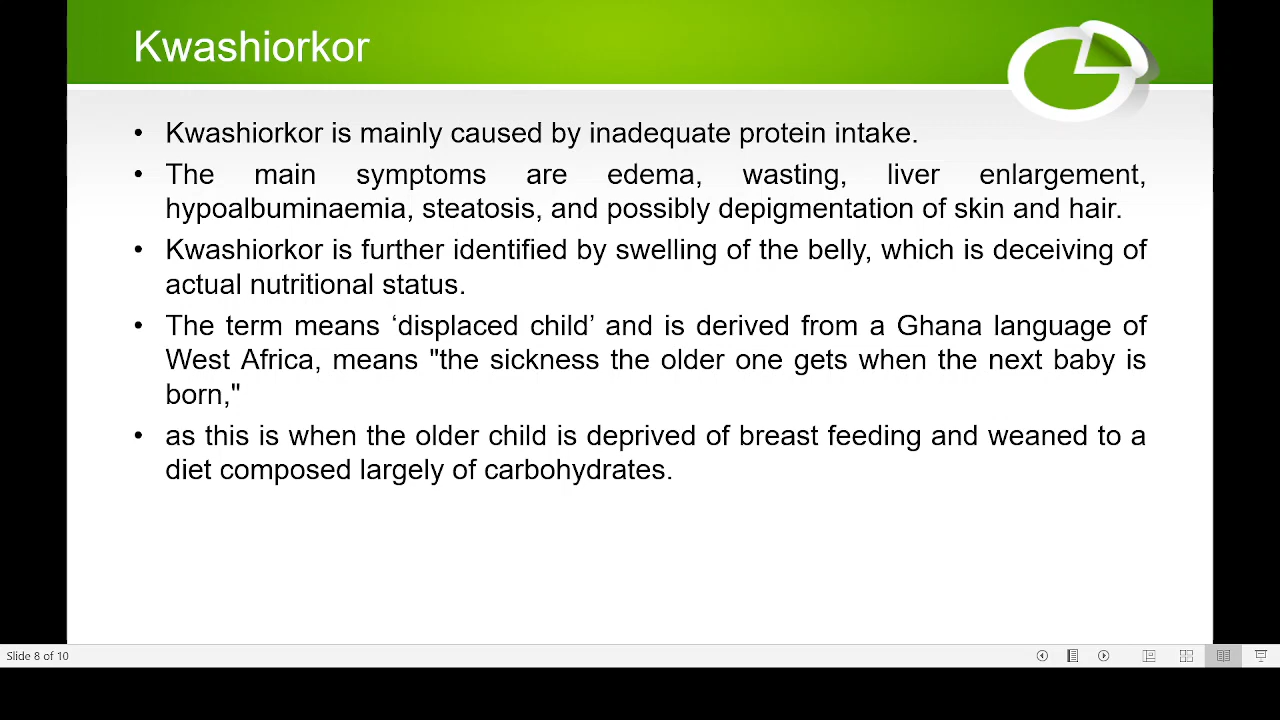 Kwashiorkor
• Kwashiorkor is mainly caused by inadequate protein intake.
• The main symptoms are edema, wasting, liver enlargement,
hypoalbuminaemia, steatosis, and possibly depigmentation of skin and hair.
• Kwashiorkor is further identified by swelling of the belly, which is deceiving of
actual nutritional status.
• The term means ‘displaced child’ and is derived from a Ghana language of
West Africa, means "the sickness the older one gets when the next baby is
born,"
• as this is when the older child is deprived of breast feeding and weaned to a
diet composed largely of carbohydrates.
Slide 8 of 10